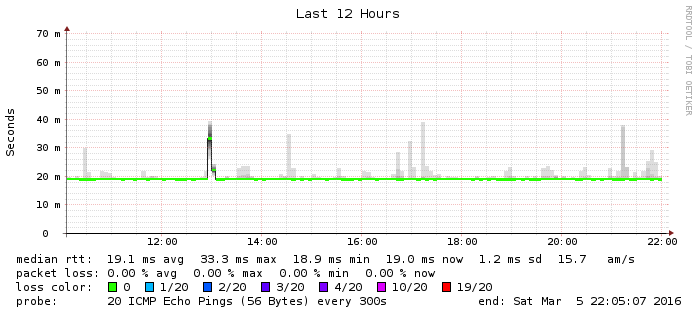 Last 12 Hours
RRDTOOL / TOBI OETIKER
Seconds
70 m
60 m
50 m
40 m
30 m
20 m
10 m
0
12:00 14:00 16:00 18:00 20:00 22:00
median rtt: 19.1 ms avg 33.3 ms max 18.9 ms min 19.0 ms now 1.2 ms sd 15.7 am/s
packet loss: 0.00 % avg 0.00 % max 0.00 % min 0.00 % now
loss color: 0 1/20 2/20 3/20 4/20 10/20 19/20
probe: 20 ICMP Echo Pings (56 Bytes) every 300s end: Sat Mar 5 22:05:07 2016